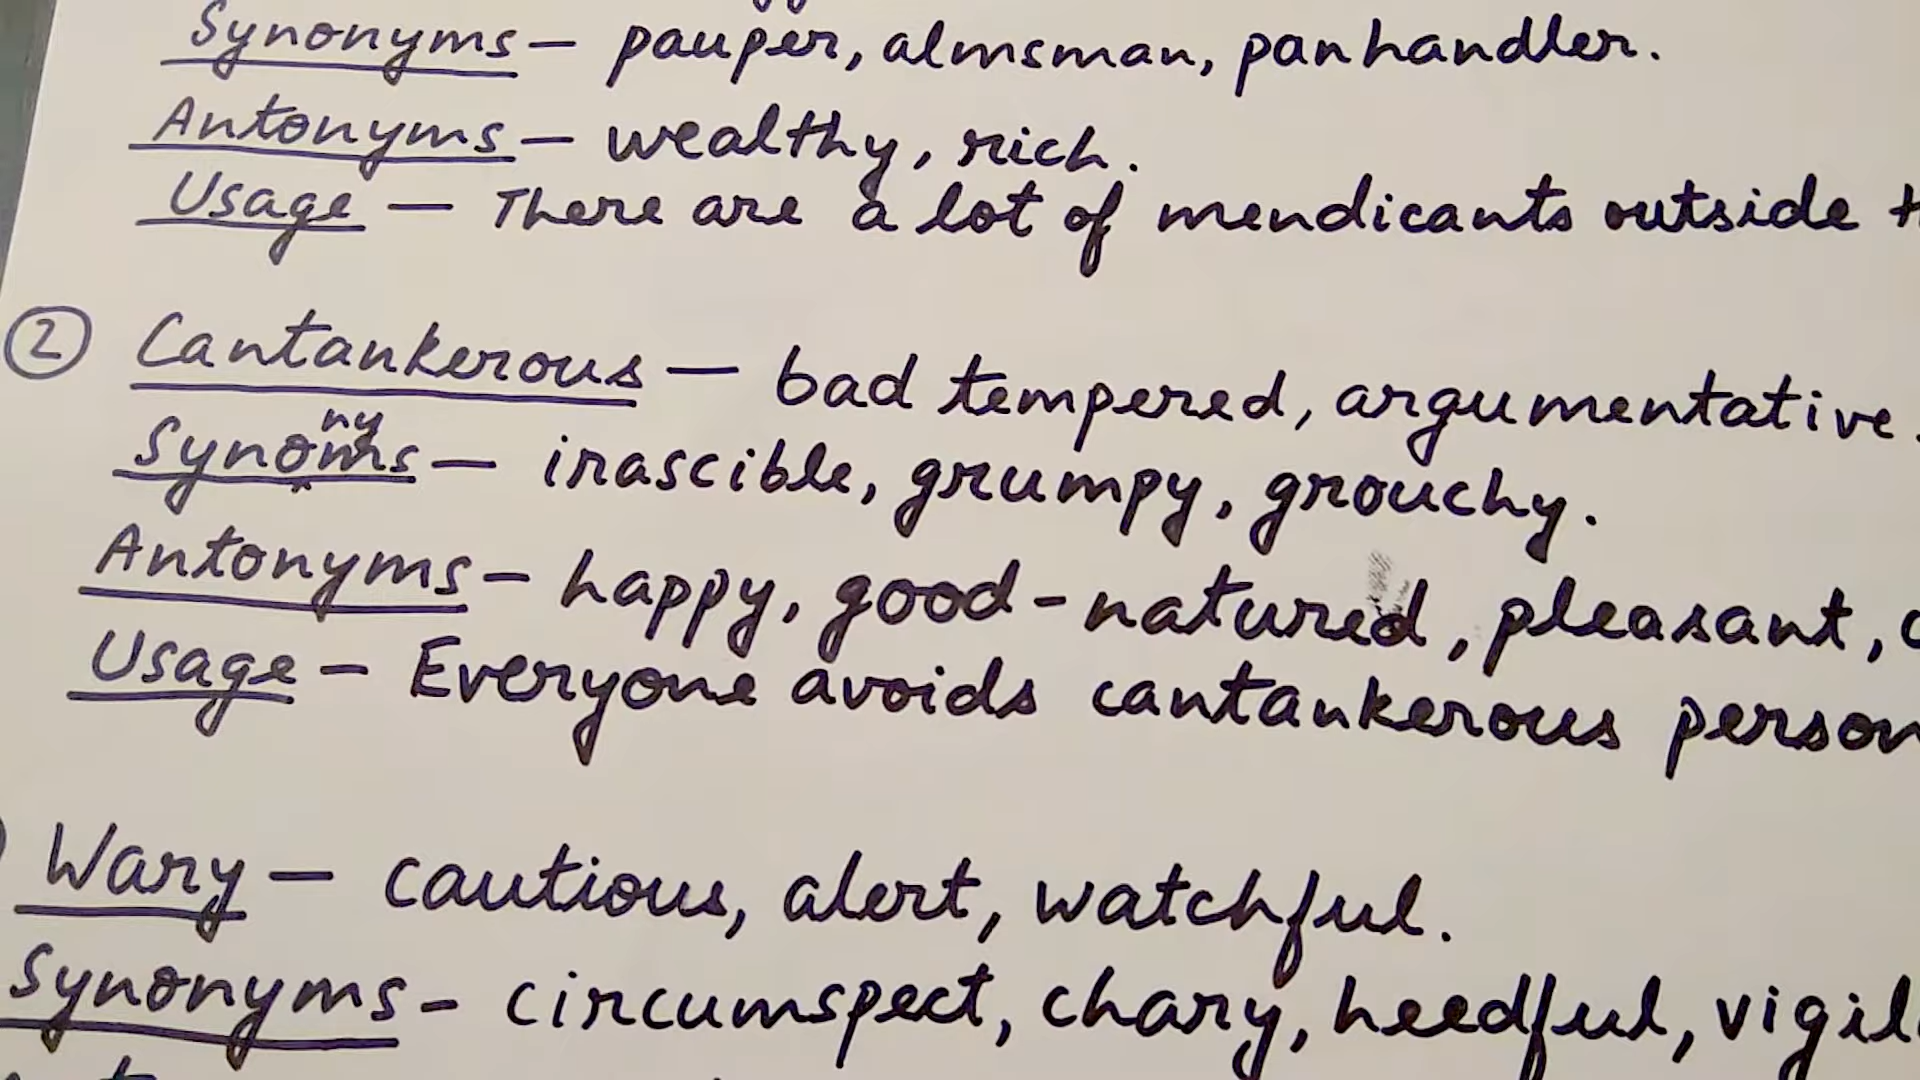 Synonyms – pauper, almsman, panhandler.
Antonyms – wealthy, rich.
Usage – There are a lot of mendicants outside
② Cantankerous – bad tempered, argumentative.
Synonyms – irascible, grumpy, grouchy.
Antonyms – happy, good-natured, pleasant,
Usage – Everyone avoids cantankerous person
Wary – cautious, alert, watchful.
Synonyms – circumspect, chary, heedful,